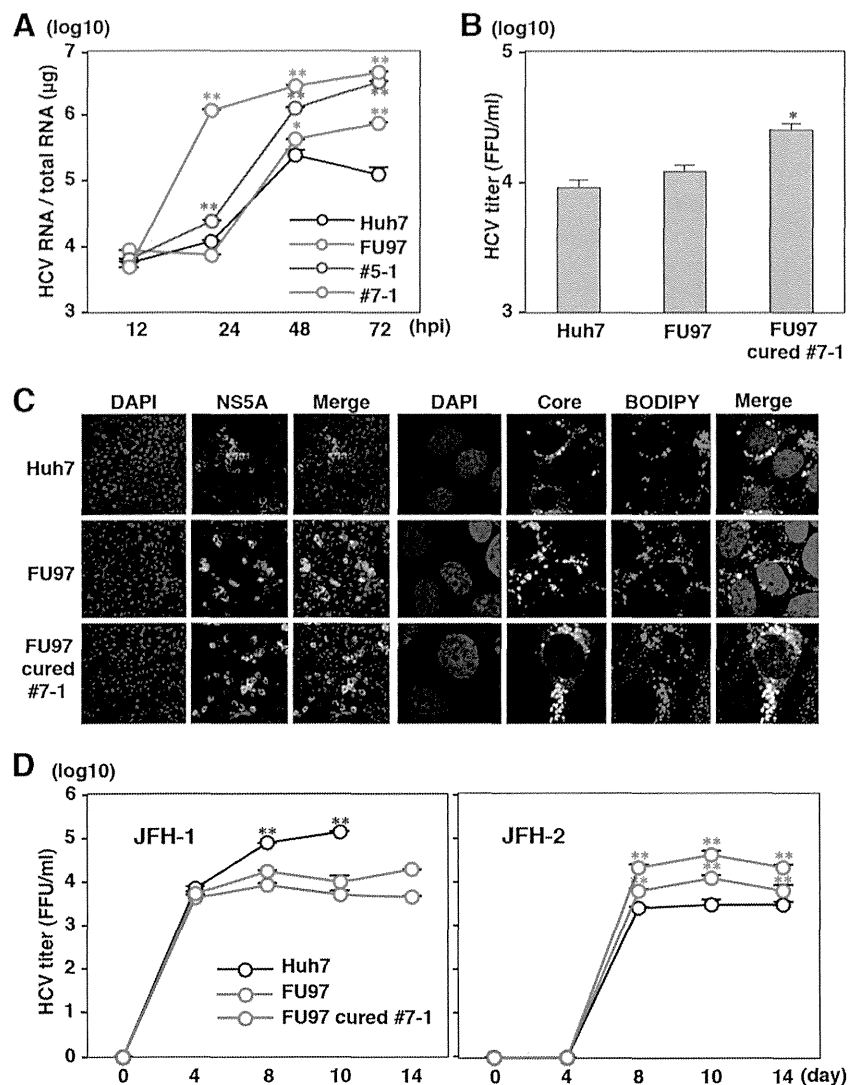 A (log10)
HCV RNA / total RNA (µg)
7
6
5
4
3
** ** **
** **
* **
**
Huh7
FU97
#5-1
#7-1
12 24 48 72 (hpi)
B (log10)
HCV titer (FFU/ml)
5
4
3
*
Huh7 FU97 FU97
cured #7-1
C
DAPI NS5A Merge DAPI Core BODIPY Merge
Huh7
FU97
FU97
cured
#7-1
D (log10)
HCV titer (FFU/ml)
6
5
4
3
2
1
0
JFH-1
** **
Huh7
FU97
FU97 cured #7-1
0 4 8 10 14
JFH-2
** ** **
** ** **
0 4 8 10 14 (day)